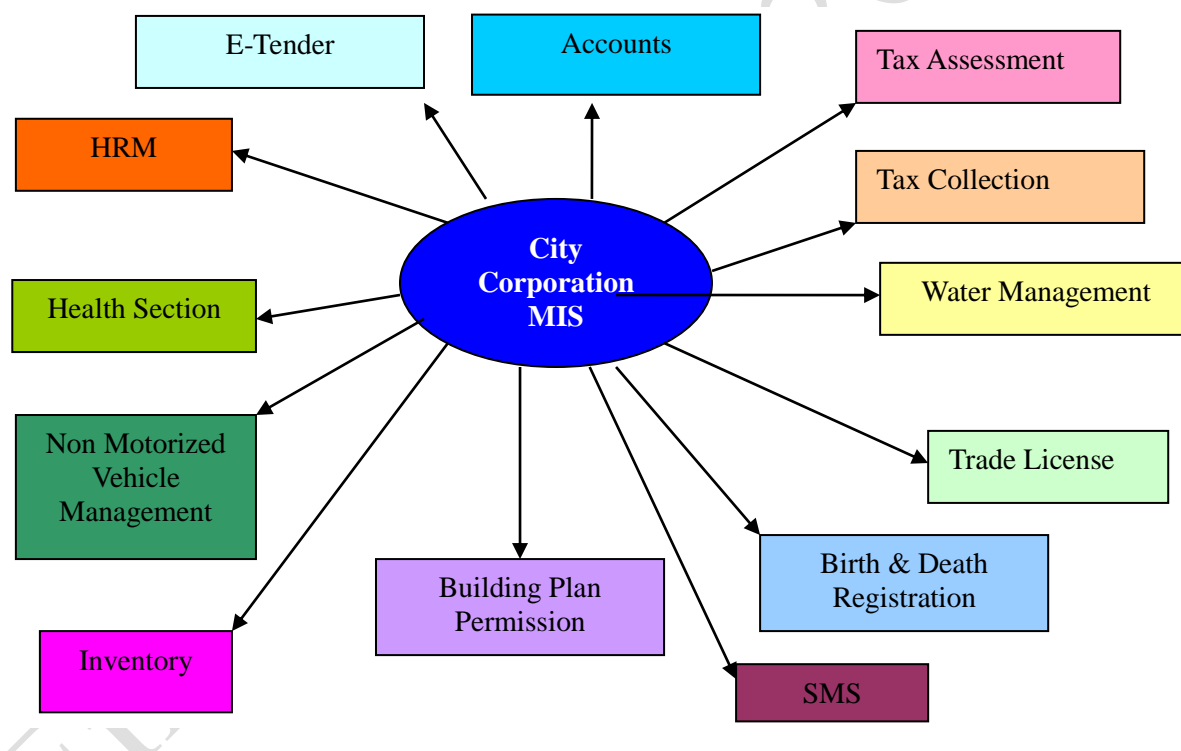 E-Tender
Accounts
Tax Assessment
HRM
Tax Collection
City
Corporation
MIS
Water Management
Health Section
Non Motorized
Vehicle
Management
Trade License
Birth & Death
Registration
Building Plan
Permission
Inventory
SMS